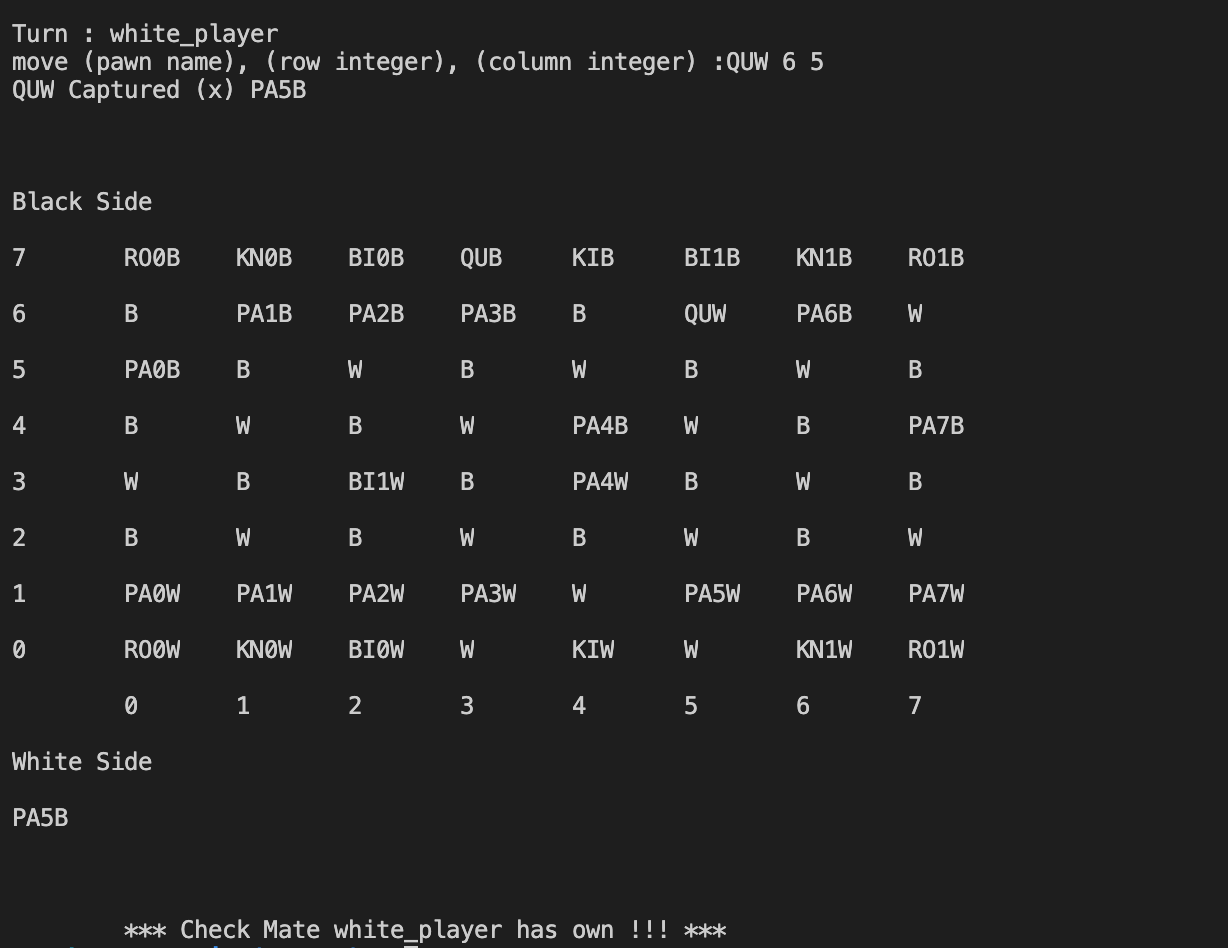 Turn : white_player
move (pawn name), (row integer), (column integer) :QUW 6 5
QUW Captured (x) PA5B
Black Side
7 RO0B KN0B BI0B QUB KIB BI1B KN1B RO1B
6 B PA1B PA2B PA3B B QUW PA6B W
5 PA0B B W B W B W B
4 B W B W PA4B W B PA7B
3 W B BI1W B PA4W B W B
2 B W B W B W B W
1 PA0W PA1W PA2W PA3W W PA5W PA6W PA7W
0 RO0W KN0W BI0W W KIW W KN1W RO1W
0 1 2 3 4 5 6 7
White Side
PA5B
*** Check Mate white_player has own !!! ***